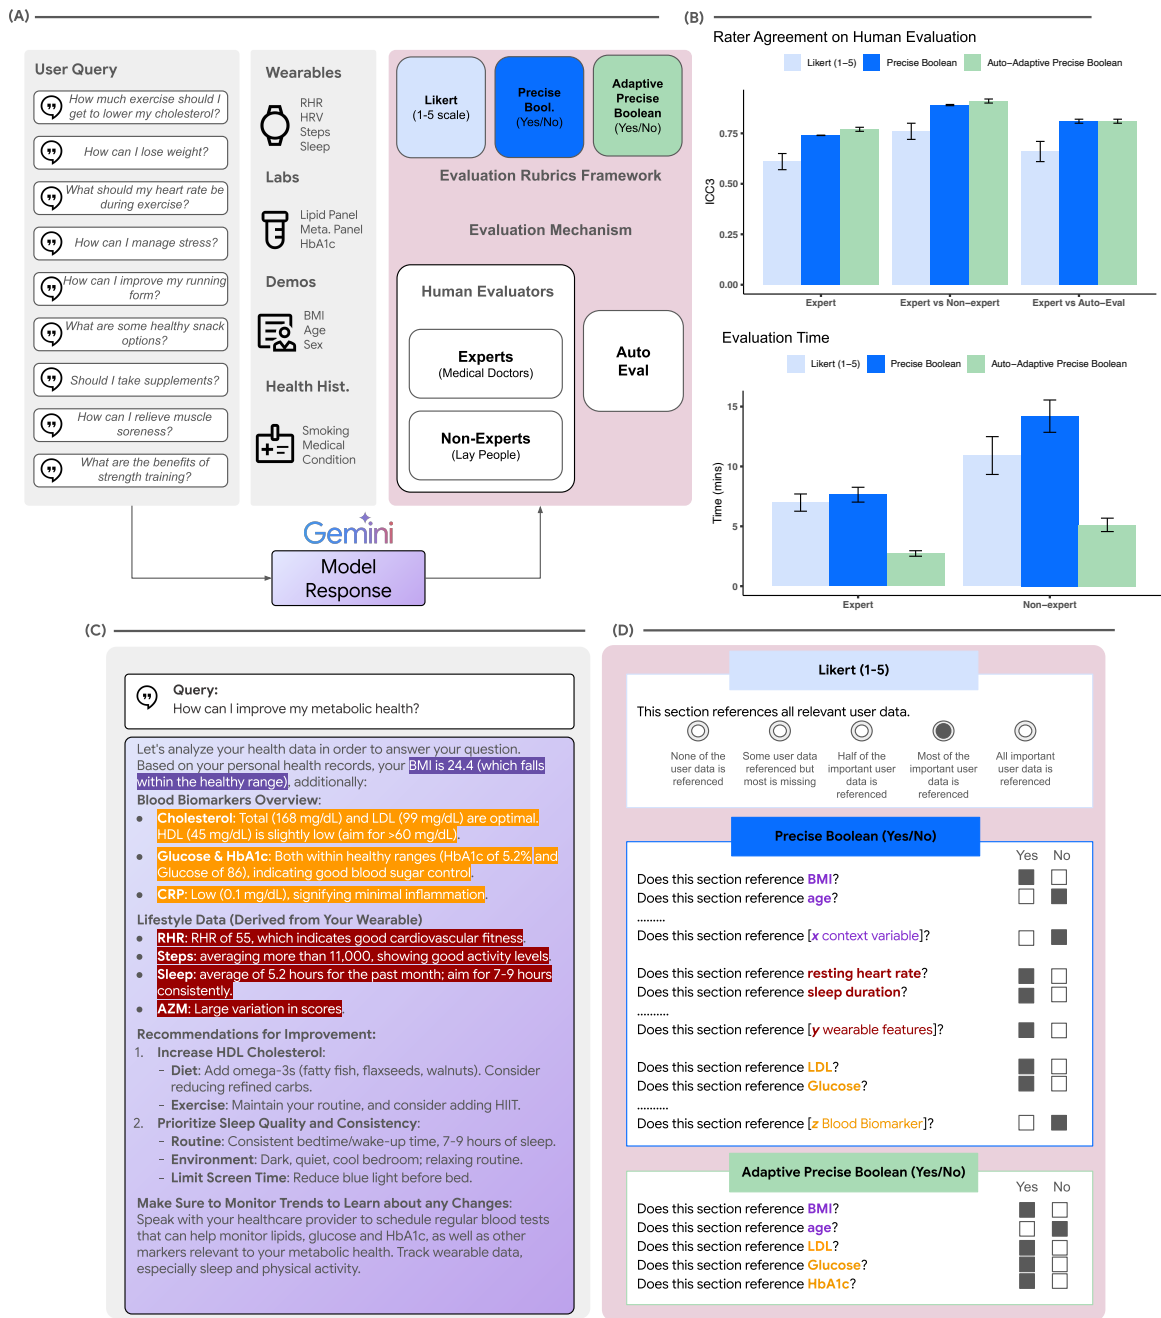 (A)
User Query
How much exercise should I
get to lower my cholesterol?
How can I lose weight?
What should my heart rate be
during exercise?
How can I manage stress?
How can I improve my running
form?
What are some healthy snack
options?
Should I take supplements?
How can I relieve muscle
soreness?
What are the benefits of
strength training?
Wearables
RHR
HRV
Steps
Sleep
Labs
Lipid Panel
Meta. Panel
HbA1c
Demos
BMI
Age
Sex
Health Hist.
Smoking
Medical
Condition
Likert
(1-5 scale)
Precise
Bool.
(Yes/No)
Adaptive
Precise
Boolean
(Yes/No)
Evaluation Rubrics Framework
Evaluation Mechanism
Human Evaluators
Experts
(Medical Doctors)
Non-Experts
(Lay People)
Auto
Eval
Gemini
Model
Response
(B)
Rater Agreement on Human Evaluation
Likert (1–5) Precise Boolean Auto–Adaptive Precise Boolean
ICC3
0.75
0.50
0.25
0.00
Expert Expert vs Non–expert Expert vs Auto–Eval
Evaluation Time
Likert (1–5) Precise Boolean Auto–Adaptive Precise Boolean
Time (mins)
15
10
5
0
Expert Non–expert
(C)
Query:
How can I improve my metabolic health?
Let's analyze your health data in order to answer your question.
Based on your personal health records, your BMI is 24.4 (which falls
within the healthy range), additionally:
Blood Biomarkers Overview:
● Cholesterol: Total (168 mg/dL) and LDL (99 mg/dL) are optimal.
HDL (45 mg/dL) is slightly low (aim for >60 mg/dL).
● Glucose & HbA1c: Both within healthy ranges (HbA1c of 5.2% and
Glucose of 86), indicating good blood sugar control.
● CRP: Low (0.1 mg/dL), signifying minimal inflammation.
Lifestyle Data (Derived from Your Wearable)
● RHR: RHR of 55, which indicates good cardiovascular fitness.
● Steps: averaging more than 11,000, showing good activity levels.
● Sleep: average of 5.2 hours for the past month; aim for 7-9 hours
consistently.
● AZM: Large variation in scores.
Recommendations for Improvement:
1. Increase HDL Cholesterol:
– Diet: Add omega-3s (fatty fish, flaxseeds, walnuts). Consider
reducing refined carbs.
– Exercise: Maintain your routine, and consider adding HIIT.
2. Prioritize Sleep Quality and Consistency:
– Routine: Consistent bedtime/wake-up time, 7-9 hours of sleep.
– Environment: Dark, quiet, cool bedroom; relaxing routine.
– Limit Screen Time: Reduce blue light before bed.
Make Sure to Monitor Trends to Learn about any Changes:
Speak with your healthcare provider to schedule regular blood tests
that can help monitor lipids, glucose and HbA1c, as well as other
markers relevant to your metabolic health. Track wearable data,
especially sleep and physical activity.
(D)
Likert (1-5)
This section references all relevant user data.
None of the
user data is
referenced
Some user data
referenced but
most is missing
Half of the
important user
data is
referenced
Most of the
important user
data is
referenced
All important
user data is
referenced
Precise Boolean (Yes/No)
Yes No
Does this section reference BMI?
Does this section reference age?
.........
Does this section reference [x context variable]?
Does this section reference resting heart rate?
Does this section reference sleep duration?
..........
Does this section reference [y wearable features]?
Does this section reference LDL?
Does this section reference Glucose?
..........
Does this section reference [z Blood Biomarker]?
Adaptive Precise Boolean (Yes/No)
Yes No
Does this section reference BMI?
Does this section reference age?
Does this section reference LDL?
Does this section reference Glucose?
Does this section reference HbA1c?